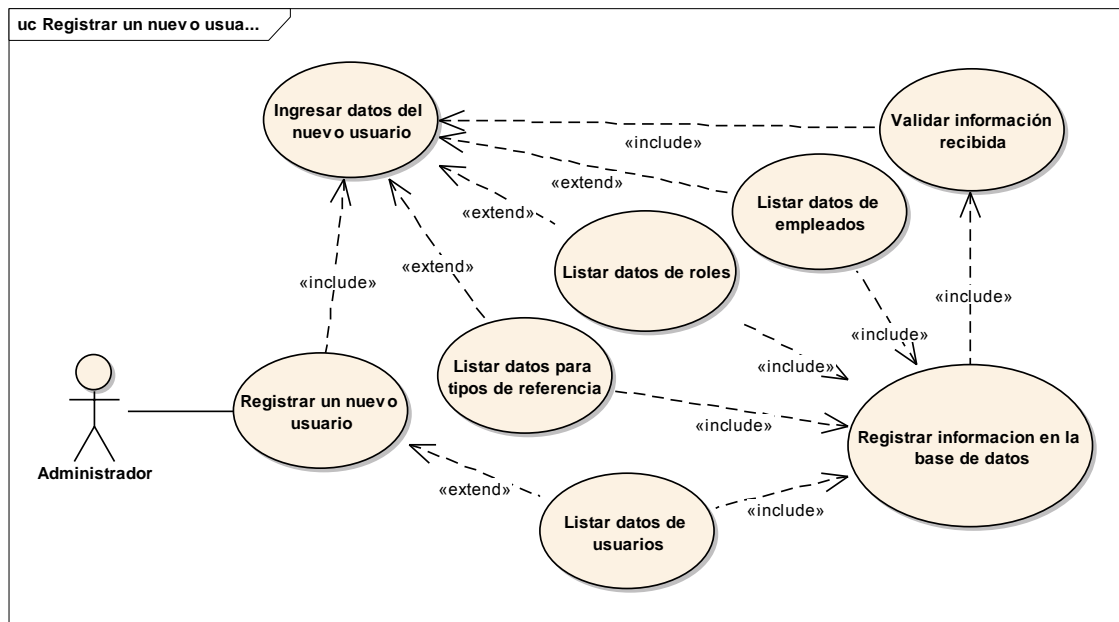 uc Registrar un nuevo usua...
Ingresar datos del
nuevo usuario
Validar información
recibida
«include»
«extend»
Listar datos de
empleados
«extend»
Listar datos de roles
«extend»
«include»
«include»
«include»
Listar datos para
tipos de referencia
«include»
Registrar un nuevo
usuario
«include»
Registrar informacion en la
base de datos
Administrador
«extend»
Listar datos de
usuarios
«include»